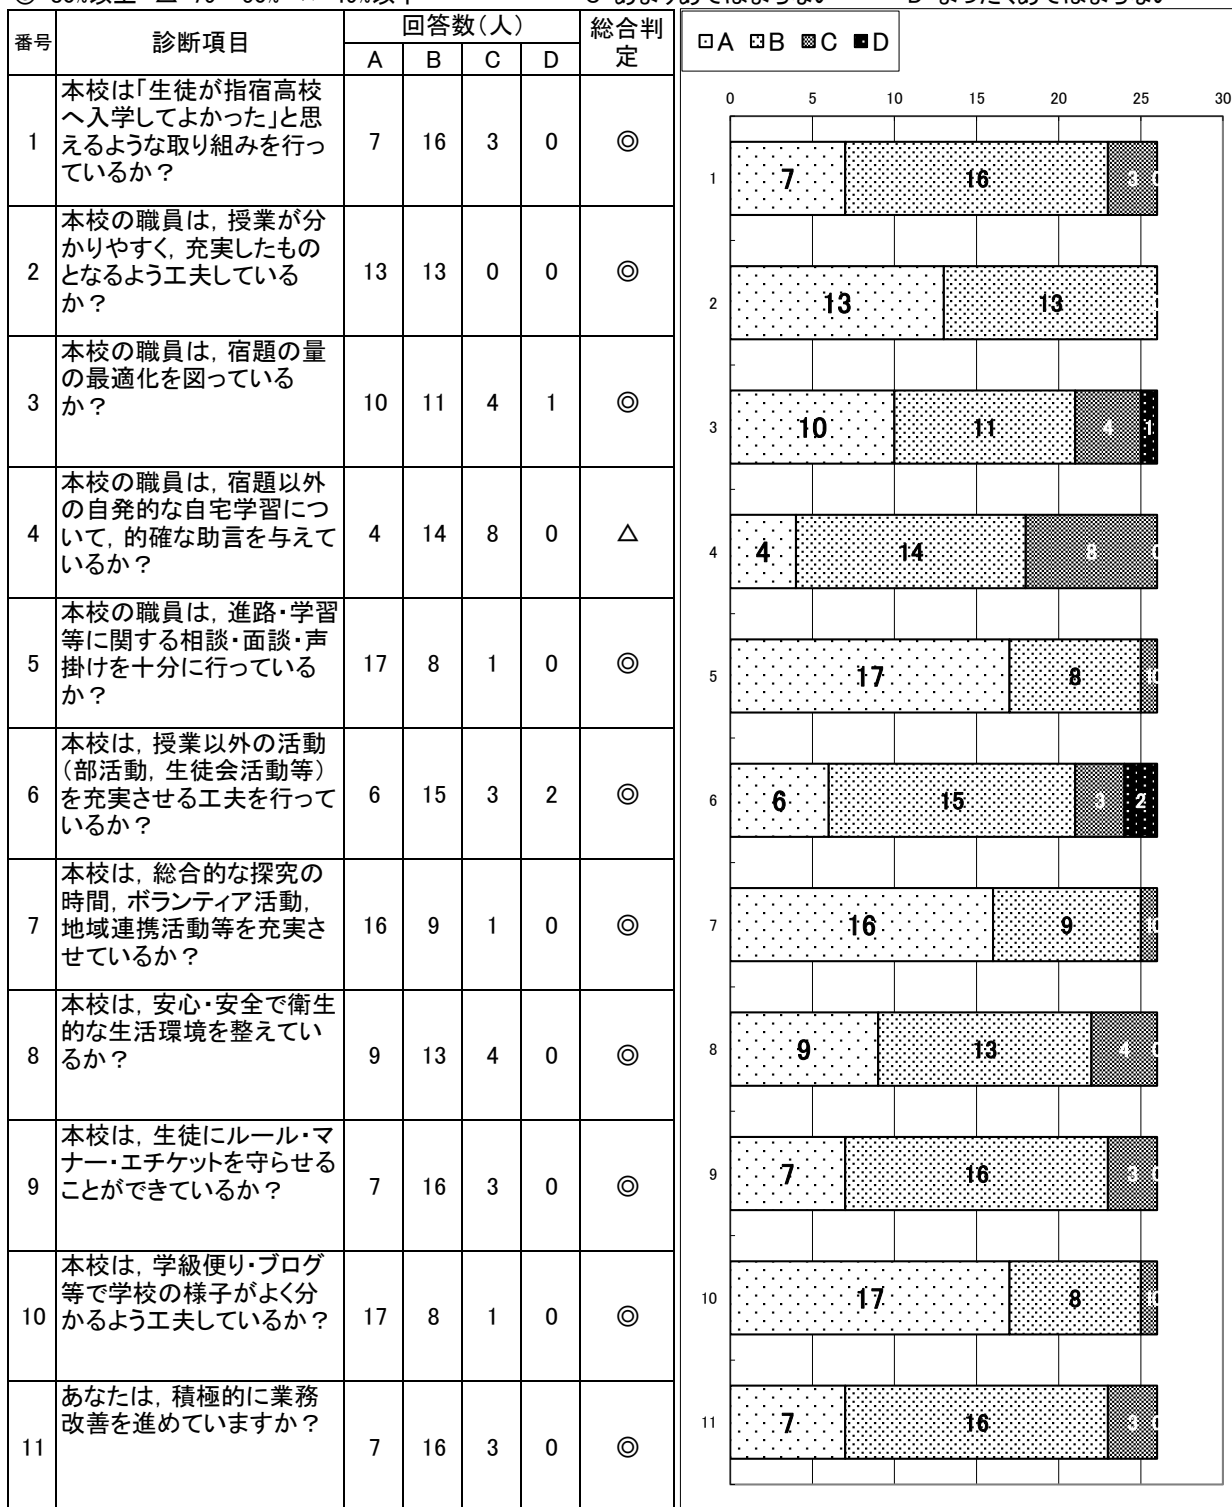 番号 診断項目 回答数(人) 総合判定
A B C D
1 本校は「生徒が指宿高校
へ入学してよかった」と思
えるような取り組みを行っ
ているか？ 7 16 3 0 ◎
2 本校の職員は，授業が分
かりやすく，充実したもの
となるよう工夫している
か？ 13 13 0 0 ◎
3 本校の職員は，宿題の量
の最適化を図っている
か？ 10 11 4 1 ◎
4 本校の職員は，宿題以外
の自発的な自宅学習につ
いて，的確な助言を与えて
いるか？ 4 14 8 0 △
5 本校の職員は，進路・学習
等に関する相談・面談・声
掛けを十分に行っている
か？ 17 8 1 0 ◎
6 本校は，授業以外の活動
（部活動，生徒会活動等）
を充実させる工夫を行って
いるか？ 6 15 3 2 ◎
7 本校は，総合的な探究の
時間，ボランティア活動，
地域連携活動等を充実さ
せているか？ 16 9 1 0 ◎
8 本校は，安心・安全で衛生
的な生活環境を整えてい
るか？ 9 13 4 0 ◎
9 本校は，生徒にルール・マ
ナー・エチケットを守らせる
ことができているか？ 7 16 3 0 ◎
10 本校は，学級便り・ブログ
等で学校の様子がよく分
かるよう工夫しているか？ 17 8 1 0 ◎
11 あなたは，積極的に業務
改善を進めていますか？ 7 16 3 0 ◎
A B C D
0 5 10 15 20 25 30
1 7 16 3 0
2 13 13
3 10 11 4 1
4 4 14 8 0
5 17 8 1 0
6 6 15 3 2
7 16 9 1 0
8 9 13 4 0
9 7 16 3 0
10 17 8 1 0
11 7 16 3 0